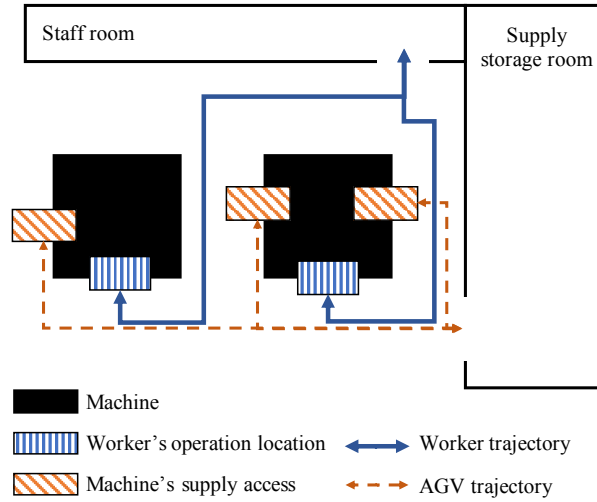 Staff room
Supply
storage room
Machine
Worker's operation location
Worker trajectory
Machine's supply access
AGV trajectory